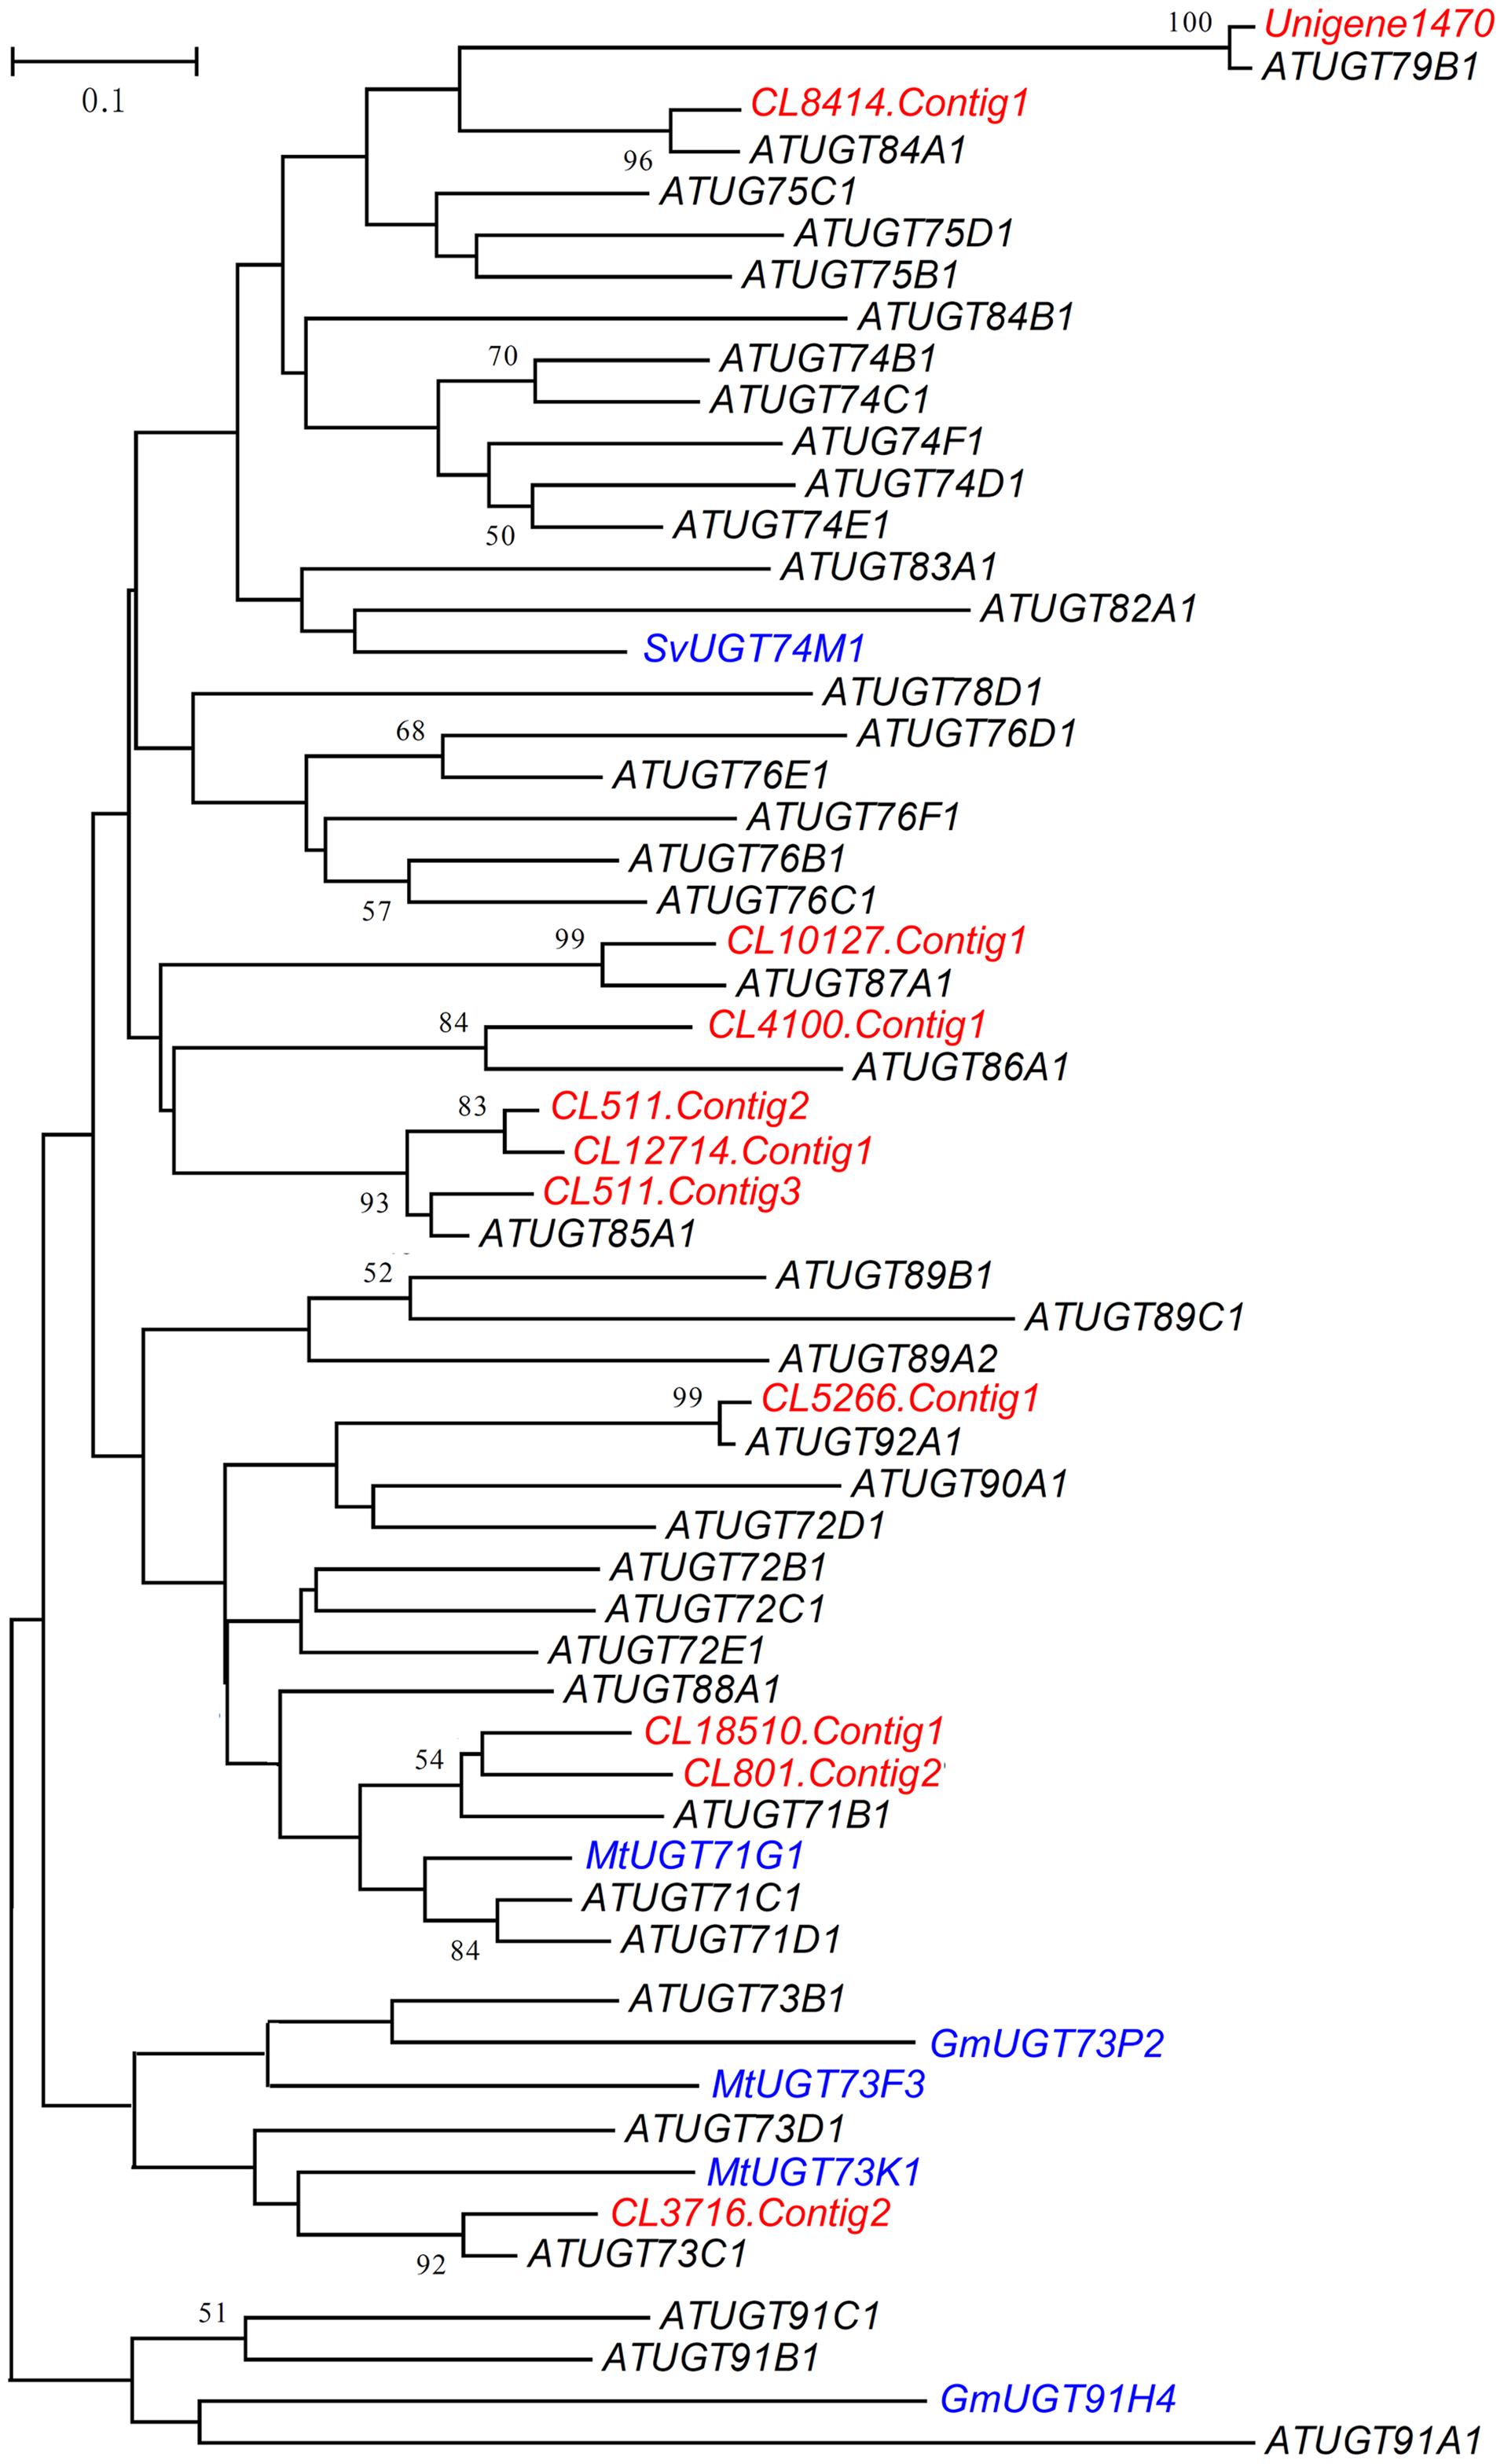 100
Unigene1470
ATUGT79B1
0.1
CL8414.Contig1
96
ATUGT84A1
ATUG75C1
ATUGT75D1
ATUGT75B1
ATUGT84B1
70
ATUGT74B1
ATUGT74C1
ATUG74F1
ATUGT74D1
50
ATUGT74E1
ATUGT83A1
ATUGT82A1
SvUGT74M1
ATUGT78D1
68
ATUGT76D1
ATUGT76E1
ATUGT76F1
ATUGT76B1
57
ATUGT76C1
99
CL10127.Contig1
ATUGT87A1
84
CL4100.Contig1
ATUGT86A1
83
CL511.Contig2
CL12714.Contig1
93
CL511.Contig3
ATUGT85A1
52
ATUGT89B1
ATUGT89C1
ATUGT89A2
99
CL5266.Contig1
ATUGT92A1
ATUGT90A1
ATUGT72D1
ATUGT72B1
ATUGT72C1
ATUGT72E1
ATUGT88A1
CL18510.Contig1
54
CL801.Contig2
ATUGT71B1
MtUGT71G1
ATUGT71C1
84
ATUGT71D1
ATUGT73B1
GmUGT73P2
MtUGT73F3
ATUGT73D1
MtUGT73K1
CL3716.Contig2
92
ATUGT73C1
51
ATUGT91C1
ATUGT91B1
GmUGT91H4
ATUGT91A1